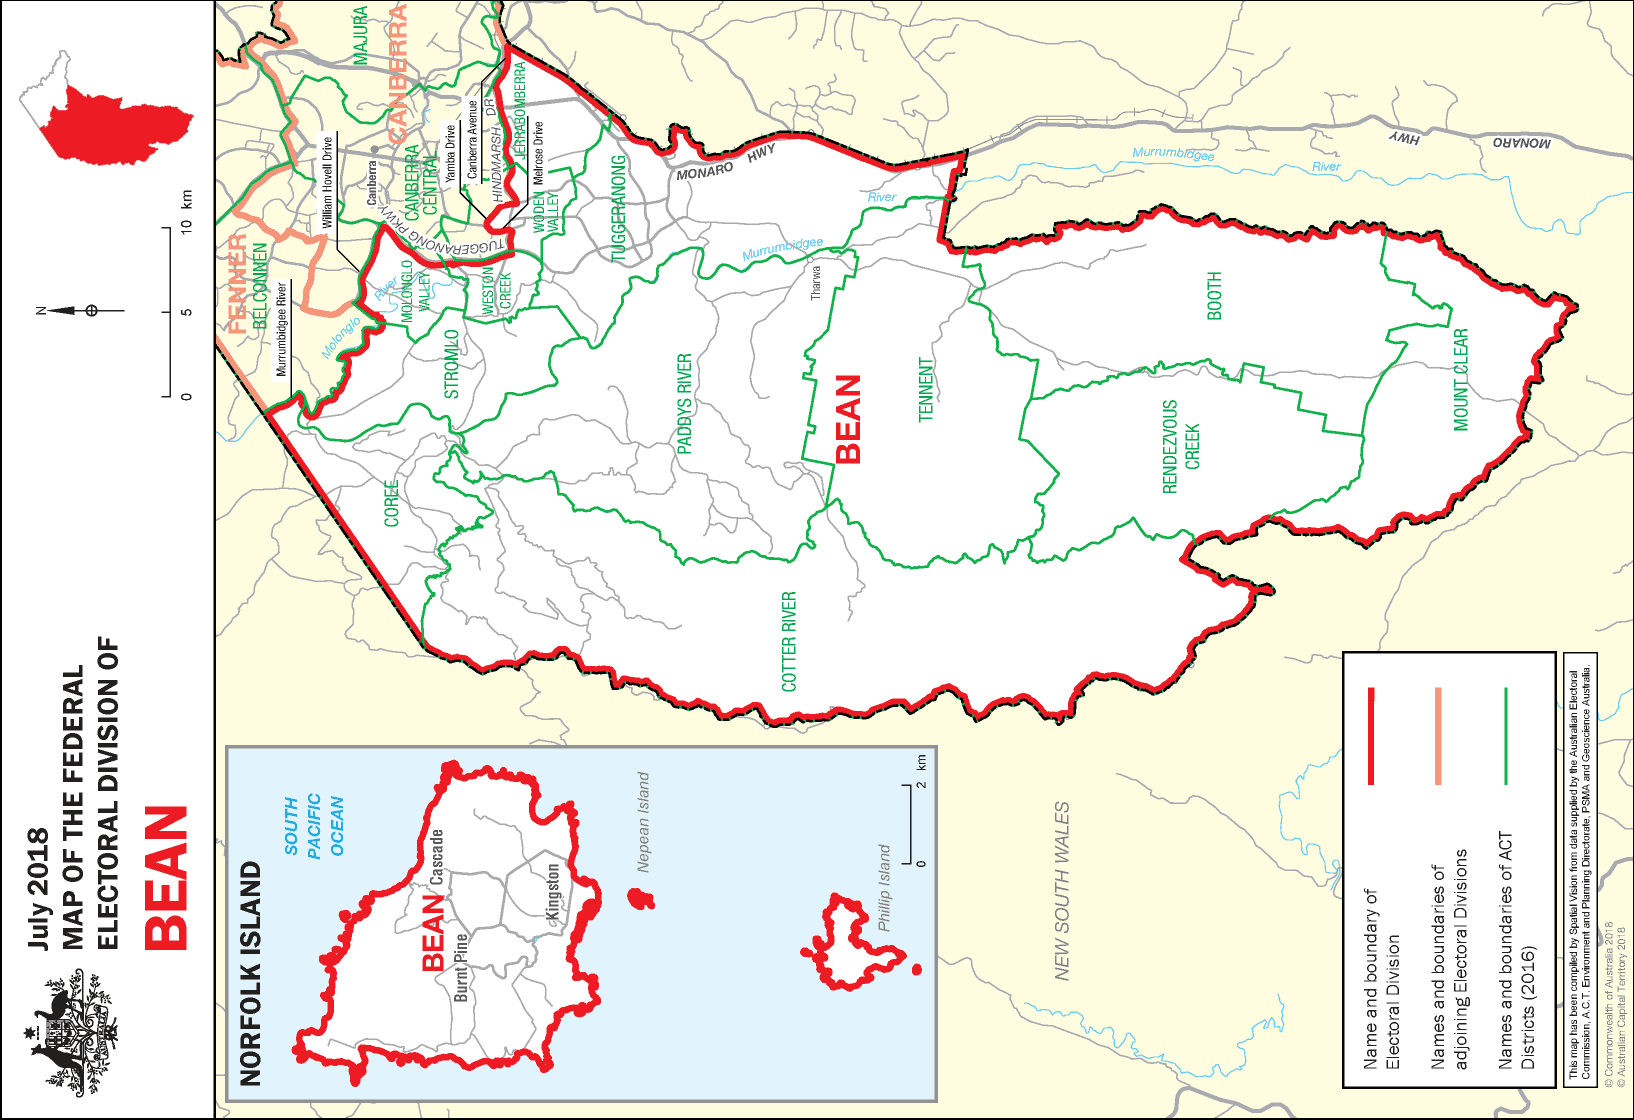 July 2018
MAP OF THE FEDERAL
ELECTORAL DIVISION OF
BEAN
N
0 5 10 km
NORFOLK ISLAND
SOUTH
PACIFIC
OCEAN
Cascade
BEAN
Burnt Pine
Kingston
Nepean Island
Phillip Island
0 2 km
FENNER
BELCONNEN
MAJURA
CANBERRA
Murrumbidgee River
William Hovell Drive
Canberra
CANBERRA
CENTRAL
Yamba Drive
Canberra Avenue
HINDMARSH DR
Melrose Drive
JERRABOMBERRA
TUGGERANONG PKWY
Molonglo
River
MOLONGLO
VALLEY
WESTON
CREEK
WODEN
VALLEY
STROMLO
COREE
TUGGERANONG
MONARO HWY
PADDYS RIVER
Murrumbidgee
River
Tharwa
BEAN
TENNENT
COTTER RIVER
BOOTH
RENDEZVOUS
CREEK
MOUNT CLEAR
Murrumbidgee
River
MONARO HWY
NEW SOUTH WALES
Name and boundary of
Electoral Division
Names and boundaries of
adjoining Electoral Divisions
Names and boundaries of ACT
Districts (2016)
This map has been compiled by Spatial Vision from data supplied by the Australian Electoral
Commission, A.C.T. Environment and Planning Directorate, PSMA and Geoscience Australia.
© Commonwealth of Australia 2018
© Australian Capital Territory 2018